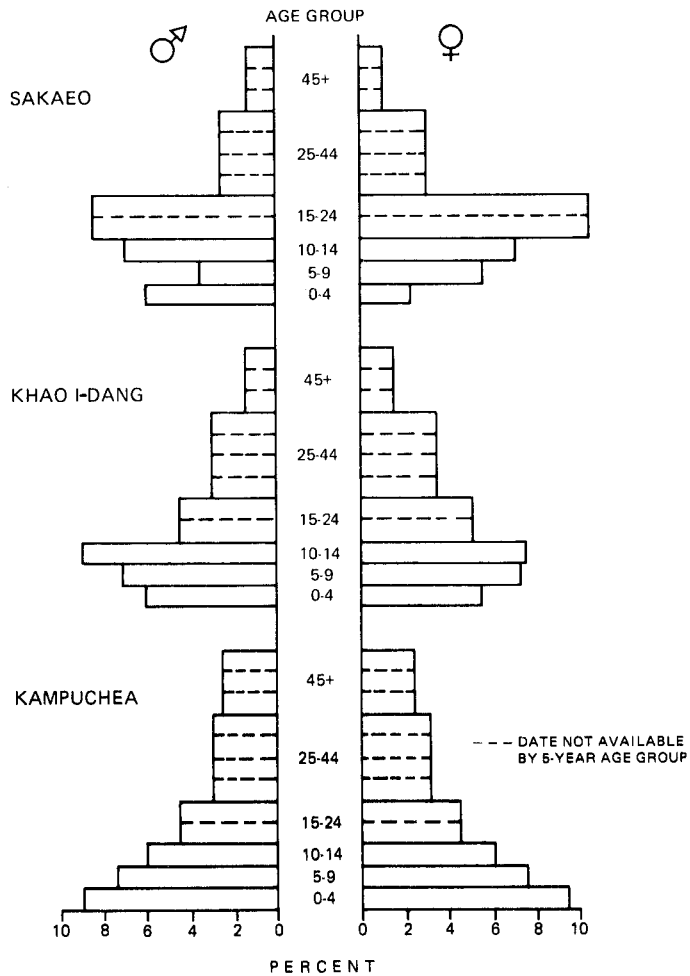 AGE GROUP
♂ ♀
SAKAEO
45+
25-44
15-24
10-14
5-9
0-4
KHAO I-DANG
45+
25-44
15-24
10-14
5-9
0-4
KAMPUCHEA
45+
25-44
15-24
10-14
5-9
0-4
--- DATE NOT AVAILABLE
BY 5-YEAR AGE GROUP
10 8 6 4 2 0 0 2 4 6 8 10
PERCENT